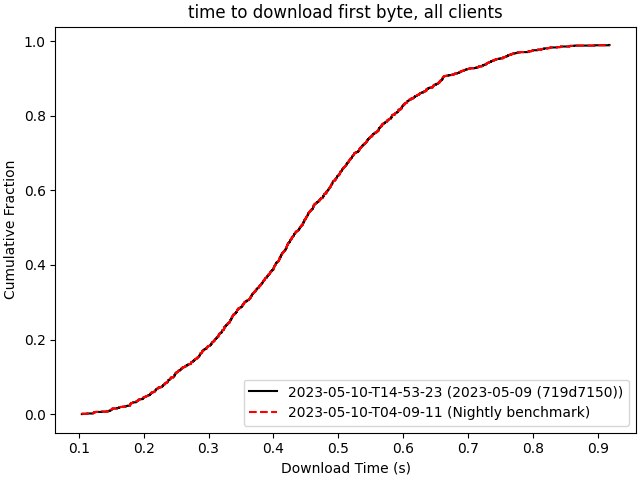 time to download first byte, all clients
Cumulative Fraction
1.0
0.8
0.6
0.4
0.2
0.0
2023-05-10-T14-53-23 (2023-05-09 (719d7150))
2023-05-10-T04-09-11 (Nightly benchmark)
0.1 0.2 0.3 0.4 0.5 0.6 0.7 0.8 0.9
Download Time (s)